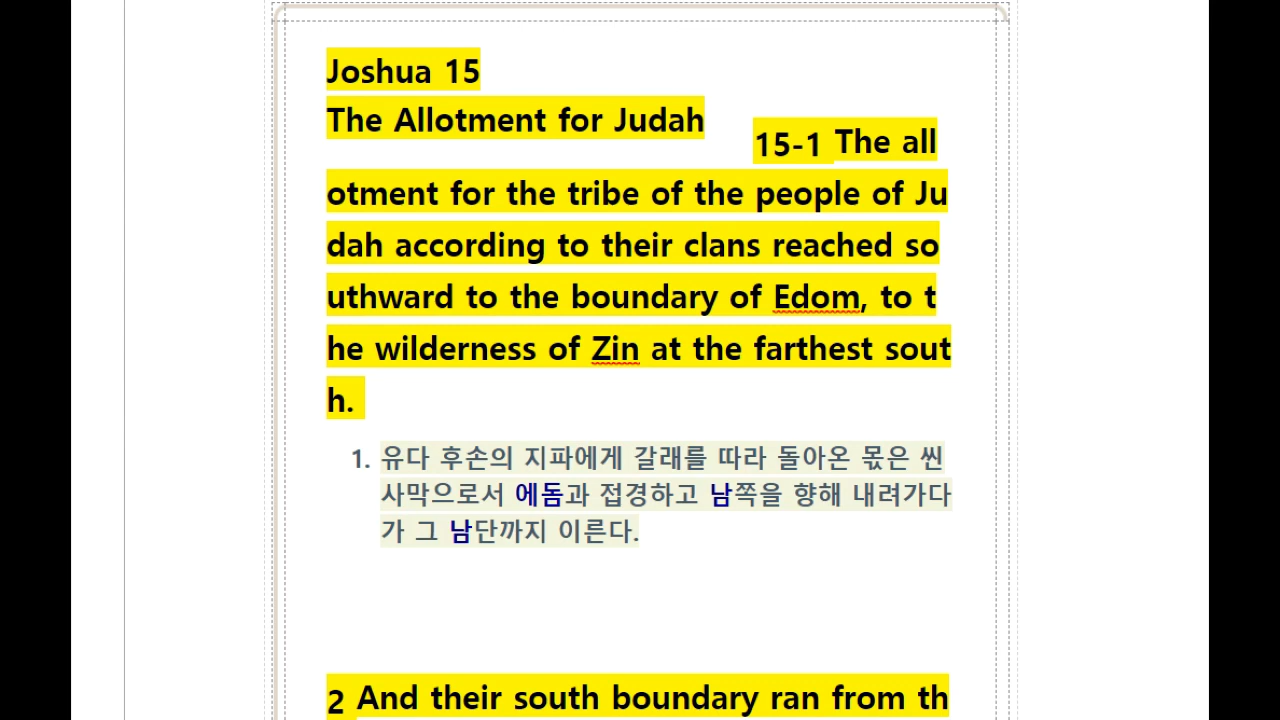 Joshua 15
The Allotment for Judah
15-1 The all
otment for the tribe of the people of Ju
dah according to their clans reached so
uthward to the boundary of Edom, to t
he wilderness of Zin at the farthest sout
h.
1. 유다 후손의 지파에게 갈래를 따라 돌아온 몫은 씬
사막으로서 에돔과 접경하고 남쪽을 향해 내려가다
가 그 남단까지 이른다.
2 And their south boundary ran from th